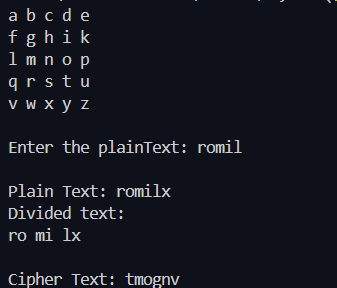 a b c d e
f g h i k
l m n o p
q r s t u
v w x y z
Enter the plainText: romil
Plain Text: romilx
Divided text:
ro mi lx
Cipher Text: tmognv